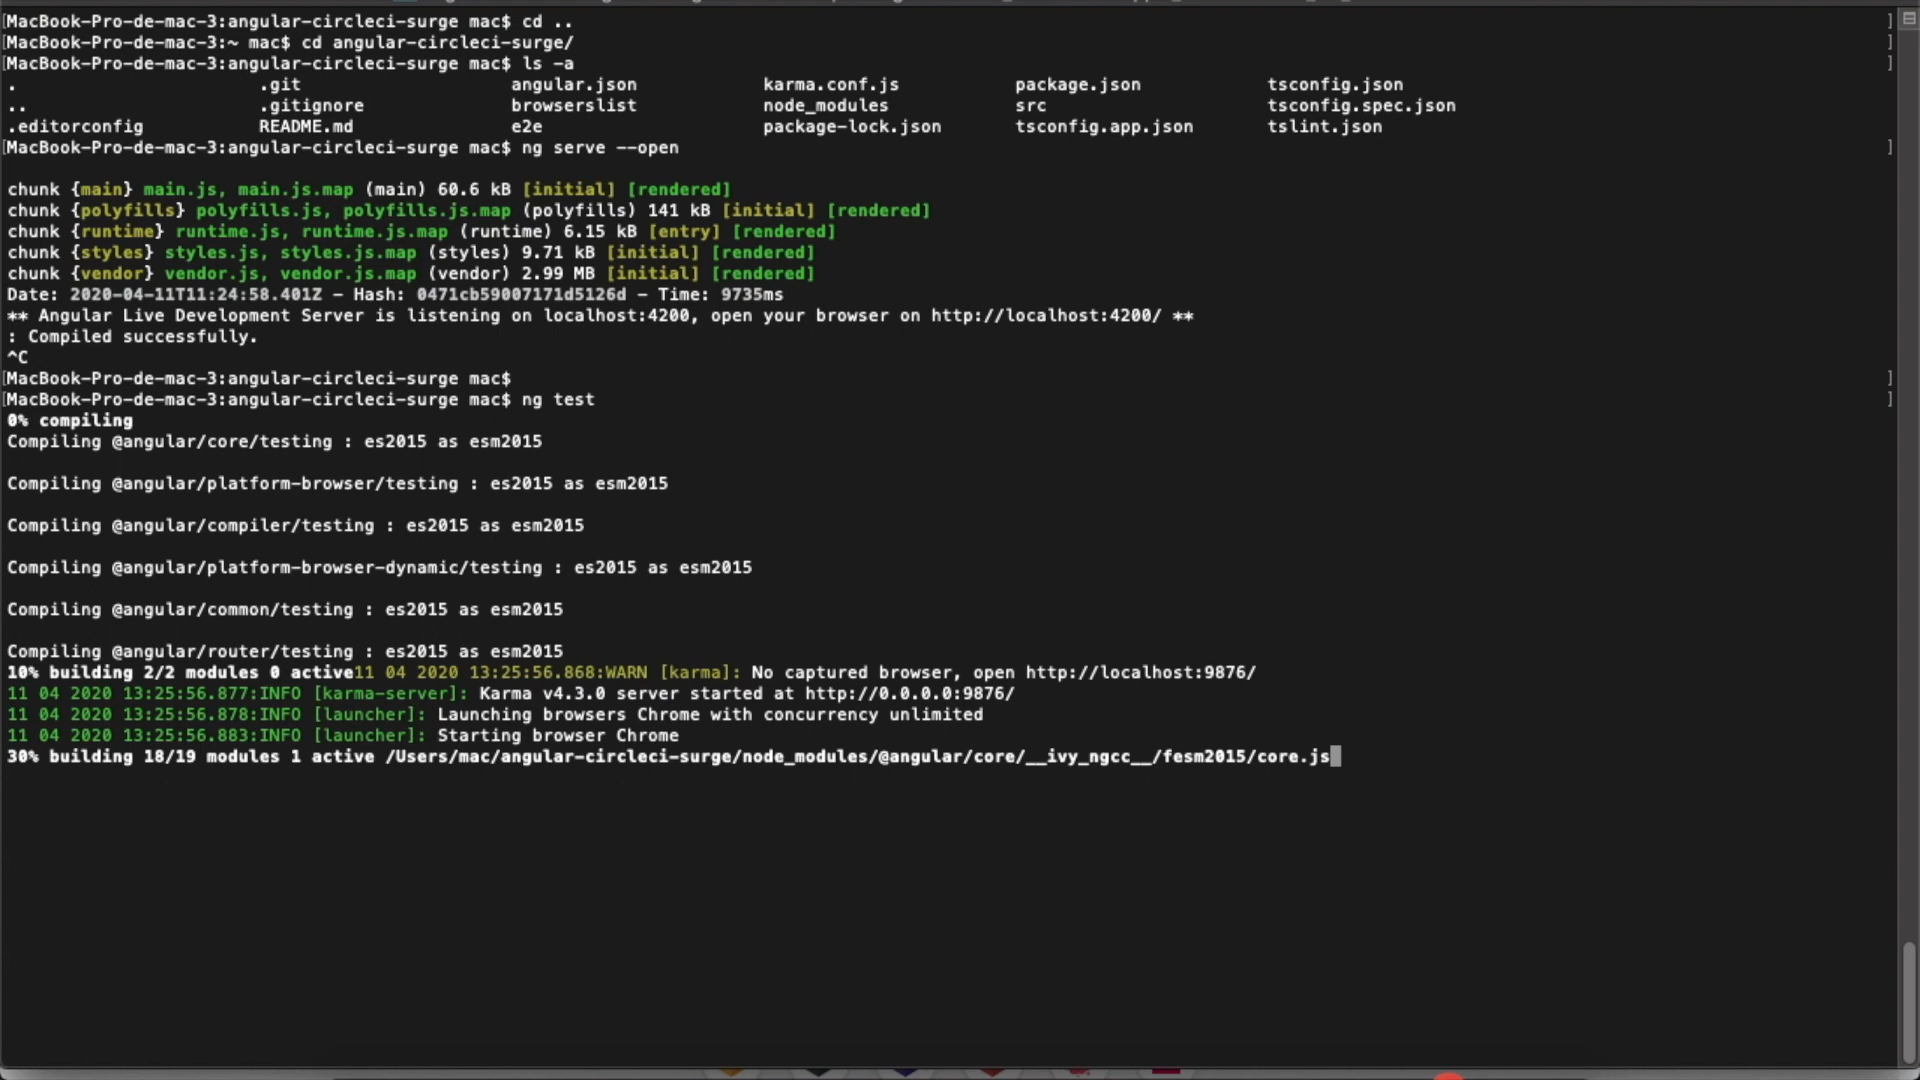 [MacBook-Pro-de-mac-3:angular-circleci-surge mac$ cd .. ]
[MacBook-Pro-de-mac-3:~ mac$ cd angular-circleci-surge/ ]
[MacBook-Pro-de-mac-3:angular-circleci-surge mac$ ls -a ]
. .git angular.json karma.conf.js package.json tsconfig.json
.. .gitignore browserslist node_modules src tsconfig.spec.json
.editorconfig README.md e2e package-lock.json tsconfig.app.json tslint.json
[MacBook-Pro-de-mac-3:angular-circleci-surge mac$ ng serve --open ]
chunk {main} main.js, main.js.map (main) 60.6 kB [initial] [rendered]
chunk {polyfills} polyfills.js, polyfills.js.map (polyfills) 141 kB [initial] [rendered]
chunk {runtime} runtime.js, runtime.js.map (runtime) 6.15 kB [entry] [rendered]
chunk {styles} styles.js, styles.js.map (styles) 9.71 kB [initial] [rendered]
chunk {vendor} vendor.js, vendor.js.map (vendor) 2.99 MB [initial] [rendered]
Date: 2020-04-11T11:24:58.401Z - Hash: 0471cb59007171d5126d - Time: 9735ms
** Angular Live Development Server is listening on localhost:4200, open your browser on http://localhost:4200/ **
: Compiled successfully.
^C
[MacBook-Pro-de-mac-3:angular-circleci-surge mac$ ]
[MacBook-Pro-de-mac-3:angular-circleci-surge mac$ ng test ]
0% compiling
Compiling @angular/core/testing : es2015 as esm2015
Compiling @angular/platform-browser/testing : es2015 as esm2015
Compiling @angular/compiler/testing : es2015 as esm2015
Compiling @angular/platform-browser-dynamic/testing : es2015 as esm2015
Compiling @angular/common/testing : es2015 as esm2015
Compiling @angular/router/testing : es2015 as esm2015
10% building 2/2 modules 0 active11 04 2020 13:25:56.868:WARN [karma]: No captured browser, open http://localhost:9876/
11 04 2020 13:25:56.877:INFO [karma-server]: Karma v4.3.0 server started at http://0.0.0.0:9876/
11 04 2020 13:25:56.878:INFO [launcher]: Launching browsers Chrome with concurrency unlimited
11 04 2020 13:25:56.883:INFO [launcher]: Starting browser Chrome
30% building 18/19 modules 1 active /Users/mac/angular-circleci-surge/node_modules/@angular/core/__ivy_ngcc__/fesm2015/core.js